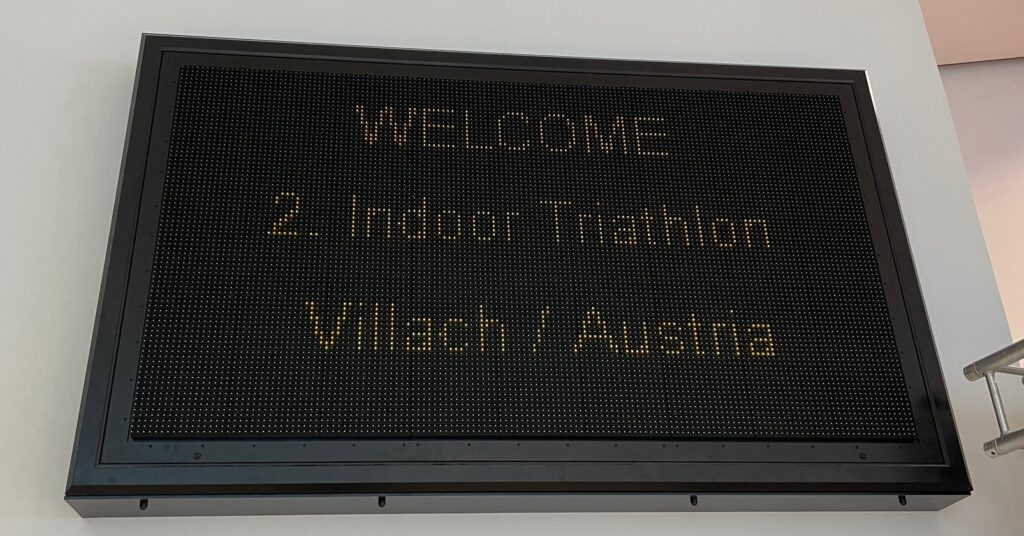 WELCOME
2. Indoor Triathlon
Villach / Austria